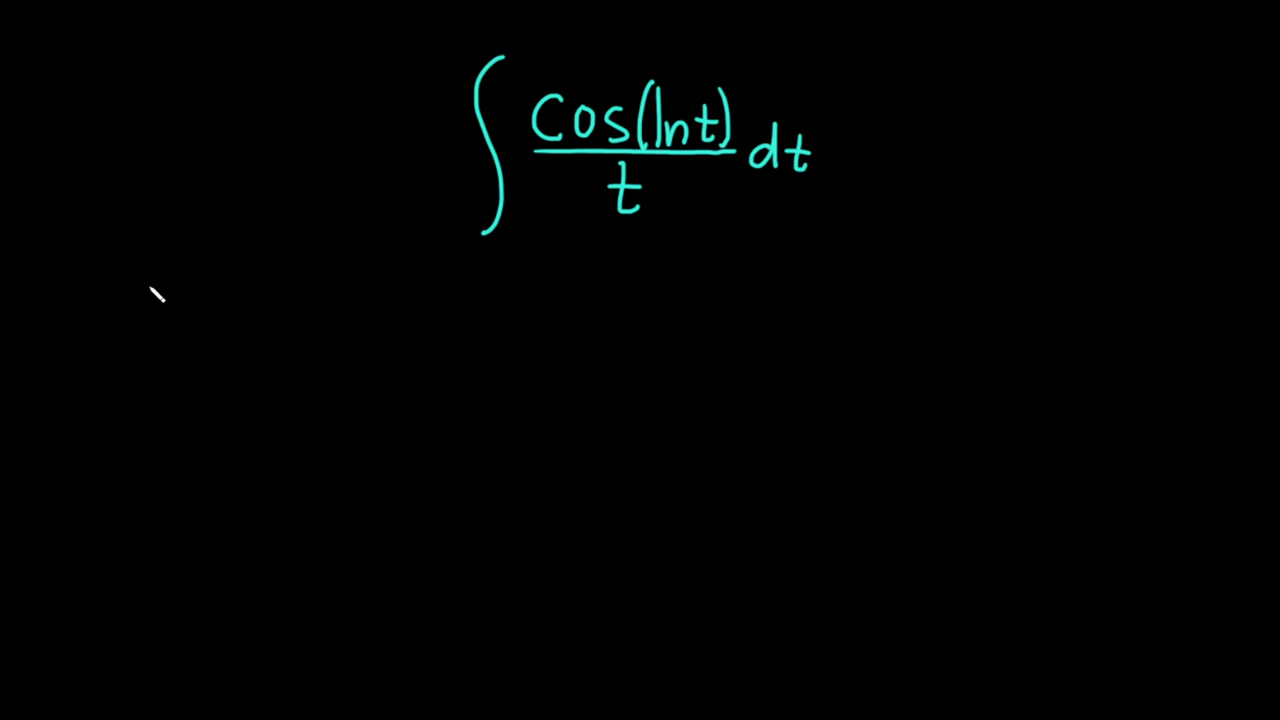 ∫ Cos(ln t)/t dt